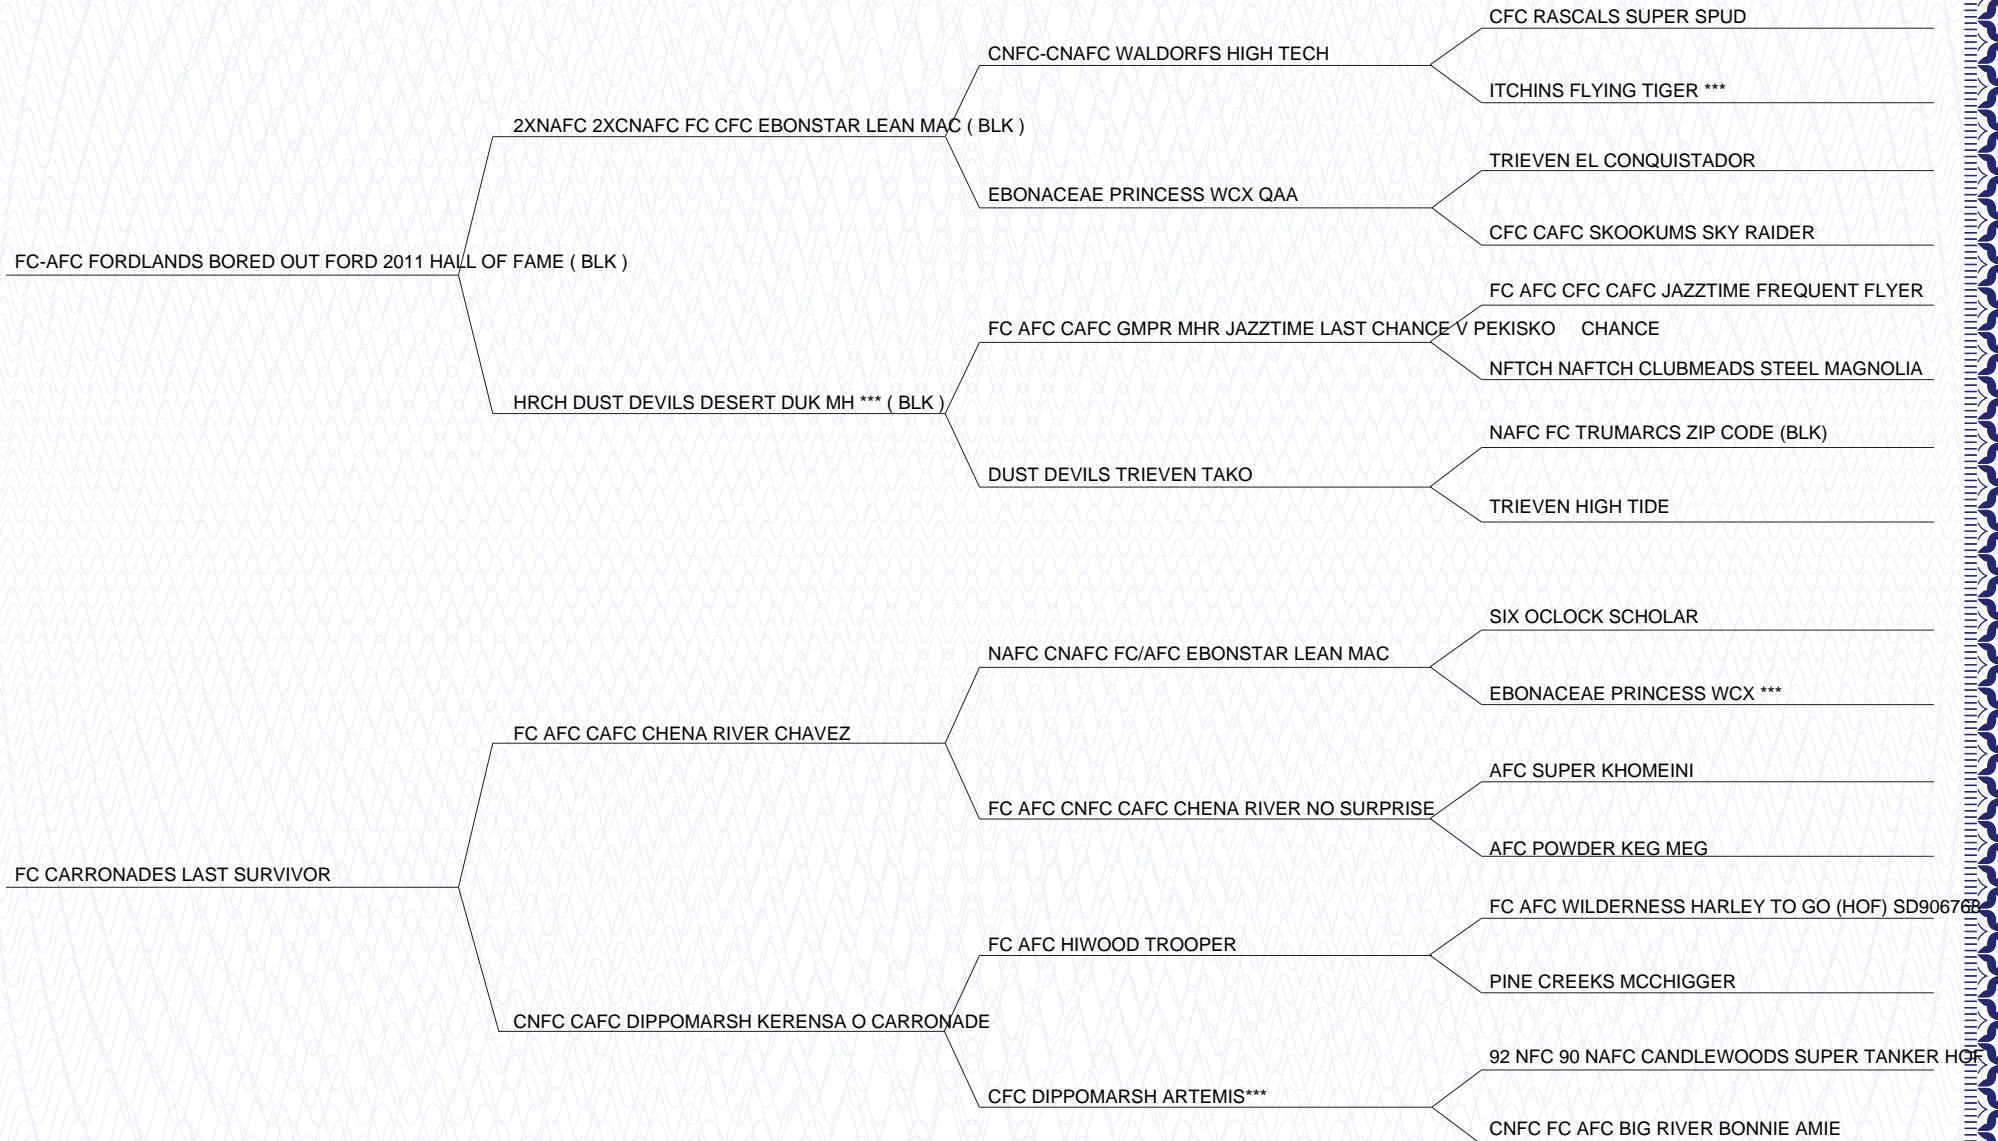 CFC RASCALS SUPER SPUD
CNFC-CNAFC WALDORFS HIGH TECH
ITCHINS FLYING TIGER ***
2XNAFC 2XCNAFC FC CFC EBONSTAR LEAN MAC ( BLK )
TRIEVEN EL CONQUISTADOR
EBONACEAE PRINCESS WCX QAA
CFC CAFC SKOOKUMS SKY RAIDER
FC-AFC FORDLANDS BORED OUT FORD 2011 HALL OF FAME ( BLK )
FC AFC CFC CAFC JAZZTIME FREQUENT FLYER
FC AFC CAFC GMPR MHR JAZZTIME LAST CHANCE V PEKISKO CHANCE
NFTCH NAFTCH CLUBMEADS STEEL MAGNOLIA
HRCH DUST DEVILS DESERT DUK MH *** ( BLK )
NAFC FC TRUMARCS ZIP CODE (BLK)
DUST DEVILS TRIEVEN TAKO
TRIEVEN HIGH TIDE
SIX OCLOCK SCHOLAR
NAFC CNAFC FC/AFC EBONSTAR LEAN MAC
EBONACEAE PRINCESS WCX ***
FC AFC CAFC CHENA RIVER CHAVEZ
AFC SUPER KHOMEINI
FC AFC CNFC CAFC CHENA RIVER NO SURPRISE
AFC POWDER KEG MEG
FC CARRONADES LAST SURVIVOR
FC AFC WILDERNESS HARLEY TO GO (HOF) SD906768
FC AFC HIWOOD TROOPER
PINE CREEKS MCCHIGGER
CNFC CAFC DIPPOMARSH KERENSA O CARRONADE
92 NFC 90 NAFC CANDLEWOODS SUPER TANKER HOF
CFC DIPPOMARSH ARTEMIS***
CNFC FC AFC BIG RIVER BONNIE AMIE